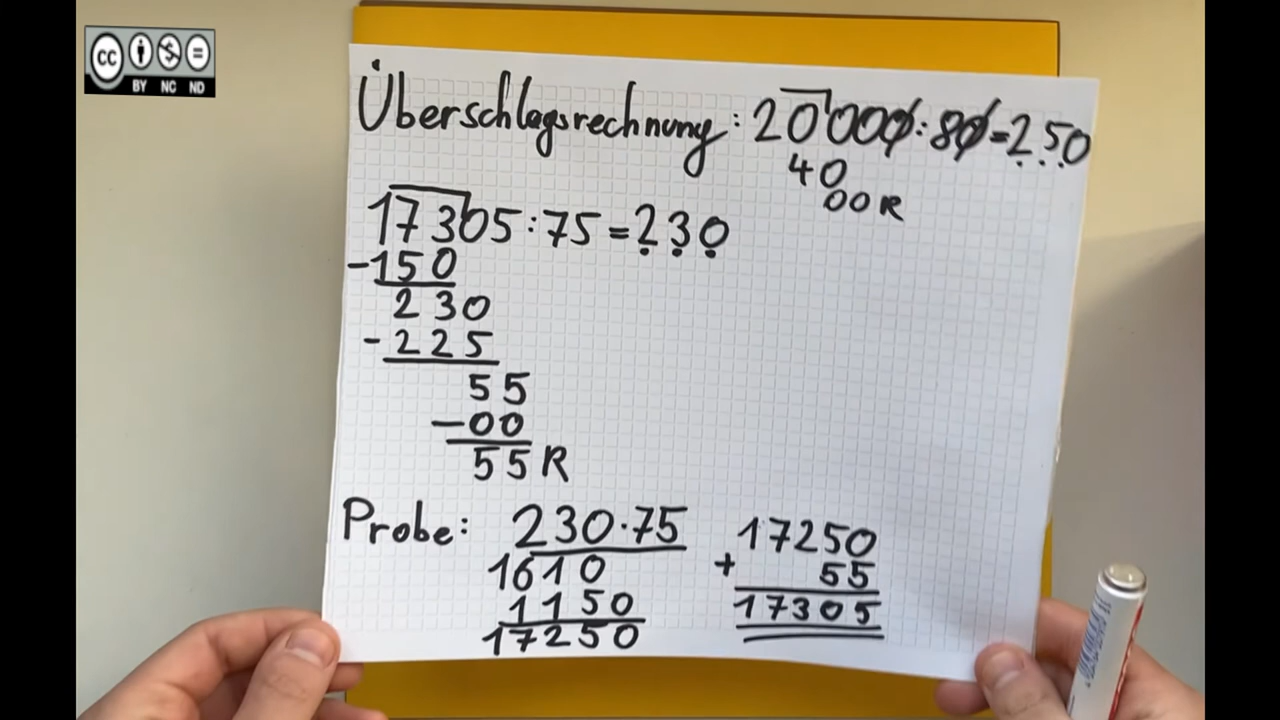 cc
BY NC ND
Überschlagsrechnung: 20000:80=250
40
00 R
17305:75=230
-150
230
-225
55
-00
55 R
Probe: 230·75
1610
1150
17250
17250
+ 55
17305